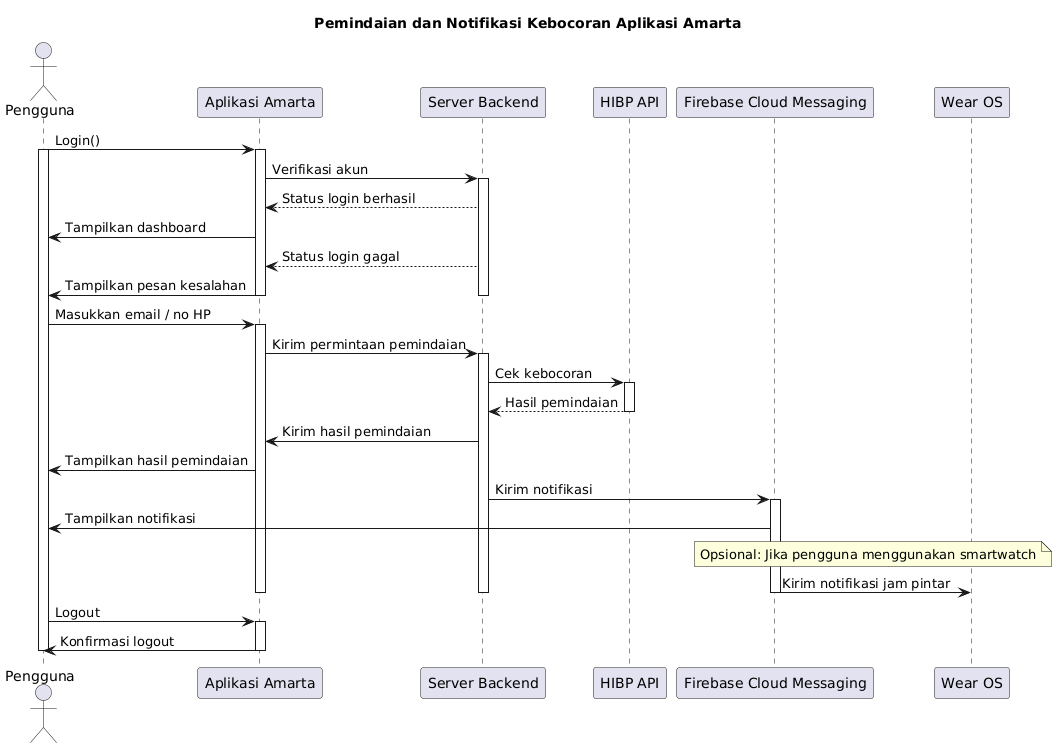 Pemindaian dan Notifikasi Kebocoran Aplikasi Amarta
Pengguna
Aplikasi Amarta
Server Backend
HIBP API
Firebase Cloud Messaging
Wear OS
Login()
Verifikasi akun
Status login berhasil
Tampilkan dashboard
Status login gagal
Tampilkan pesan kesalahan
Masukkan email / no HP
Kirim permintaan pemindaian
Cek kebocoran
Hasil pemindaian
Kirim hasil pemindaian
Tampilkan hasil pemindaian
Kirim notifikasi
Tampilkan notifikasi
Opsional: Jika pengguna menggunakan smartwatch
Kirim notifikasi jam pintar
Logout
Konfirmasi logout
Pengguna
Aplikasi Amarta
Server Backend
HIBP API
Firebase Cloud Messaging
Wear OS